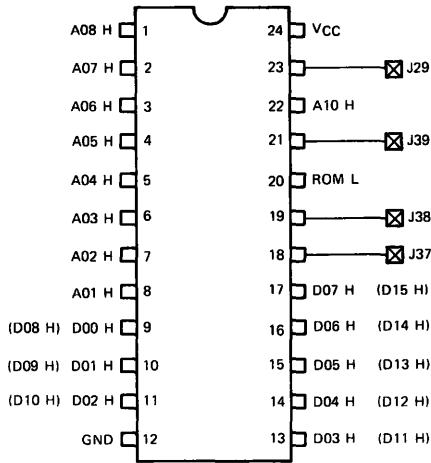 A08 H 1 24 VCC
A07 H 2 23 J29
A06 H 3 22 A10 H
A05 H 4 21 J39
A04 H 5 20 ROM L
A03 H 6 19 J38
A02 H 7 18 J37
A01 H 8 17 D07 H (D15 H)
(D08 H) D00 H 9 16 D06 H (D14 H)
(D09 H) D01 H 10 15 D05 H (D13 H)
(D10 H) D02 H 11 14 D04 H (D12 H)
GND 12 13 D03 H (D11 H)